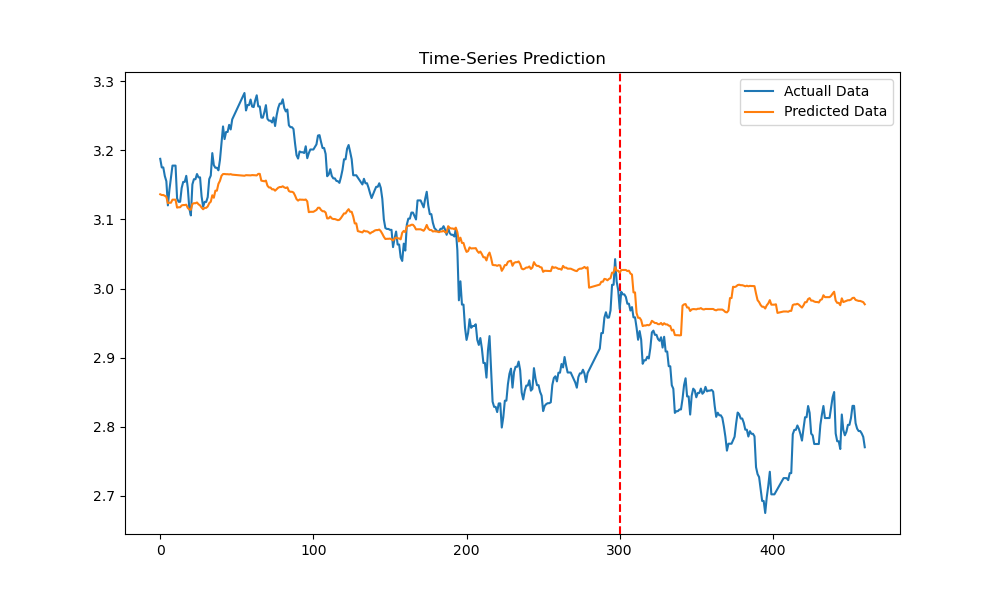 Time-Series Prediction
Actuall Data
Predicted Data
3.3
3.2
3.1
3.0
2.9
2.8
2.7
0 100 200 300 400